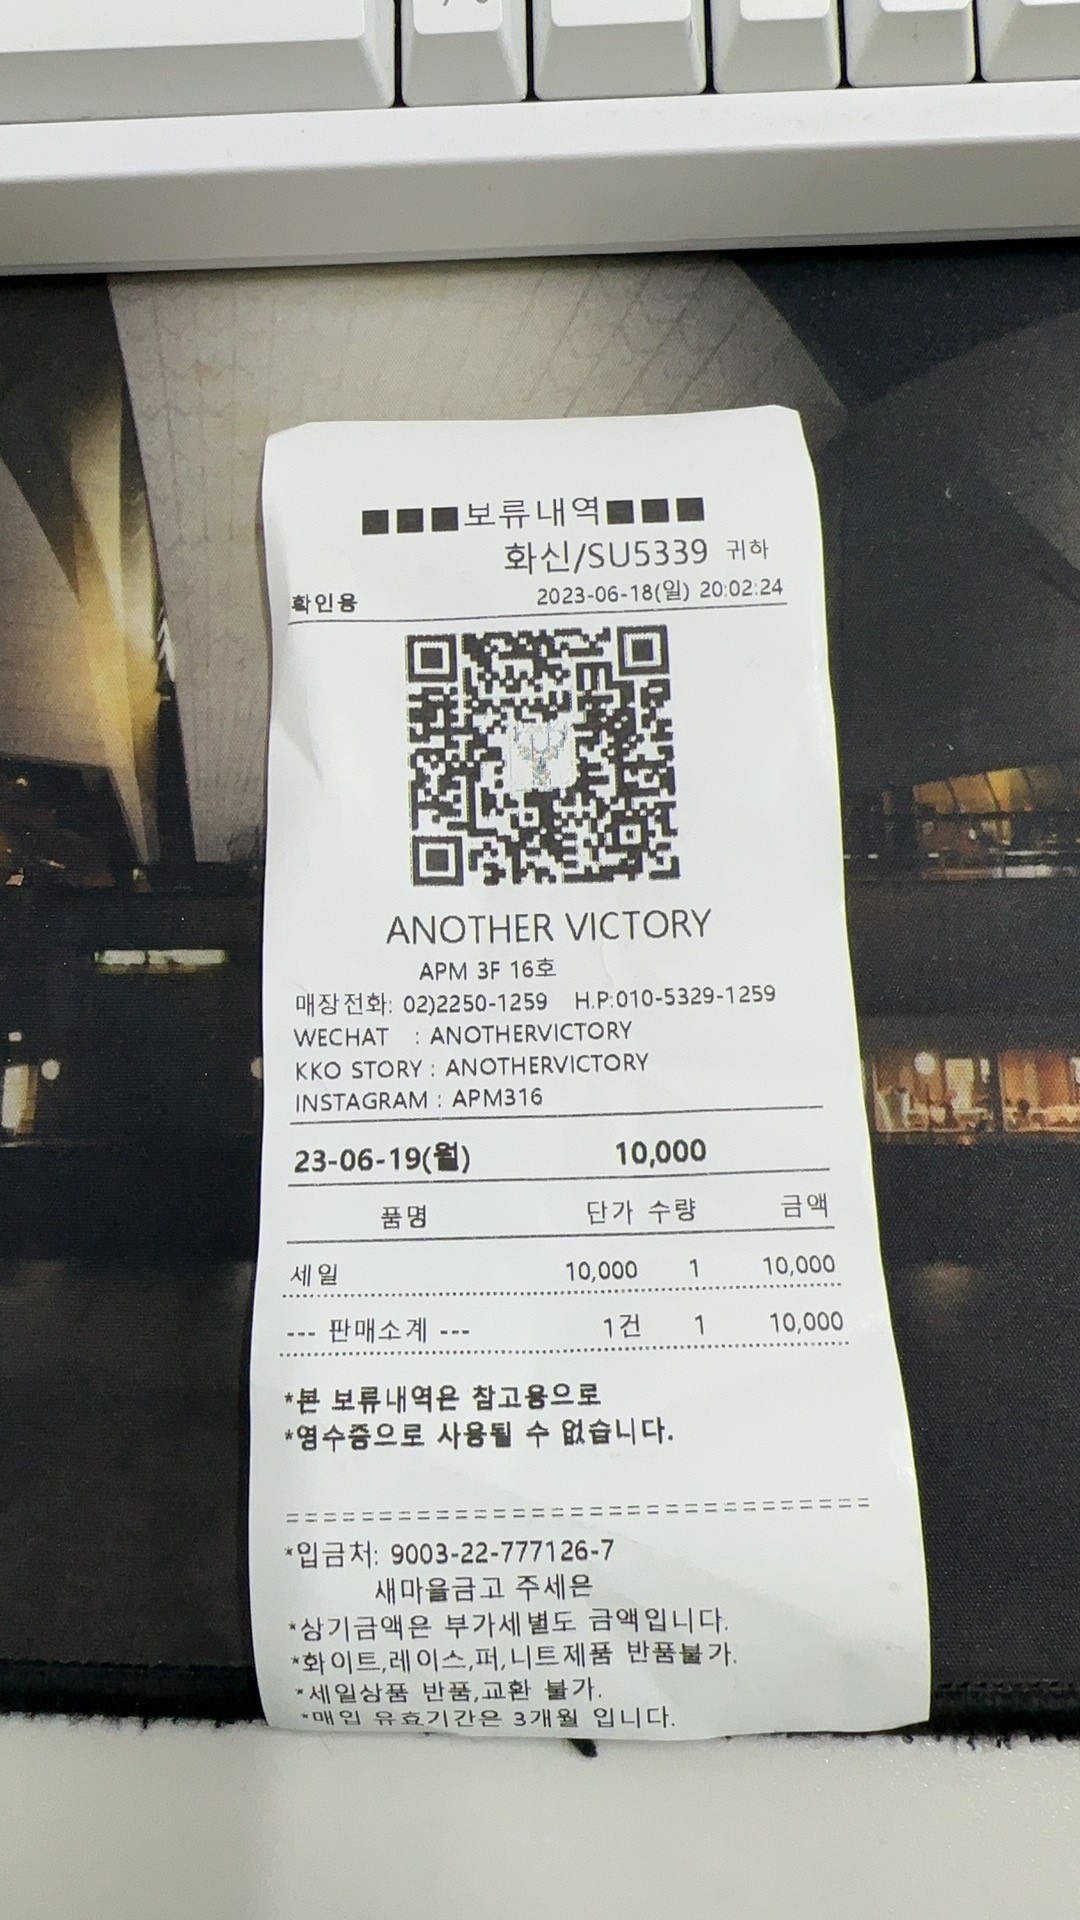 ■■■보류내역■■■
화신/SU5339 귀하
확인용 2023-06-18(일) 20:02:24
ANOTHER VICTORY
APM 3F 16호
매장전화: 02)2250-1259 H.P:010-5329-1259
WECHAT : ANOTHERVICTORY
KKO STORY : ANOTHERVICTORY
INSTAGRAM : APM316
23-06-19(월) 10,000
품명 단가 수량 금액
세일 10,000 1 10,000
--- 판매소계 --- 1건 1 10,000
*본 보류내역은 참고용으로
*영수증으로 사용될 수 없습니다.
===============================
*입금처: 9003-22-777126-7
새마을금고 주세은
*상기금액은 부가세별도 금액입니다.
*화이트,레이스,퍼,니트제품 반품불가.
*세일상품 반품,교환 불가.
*매입 유효기간은 3개월 입니다.